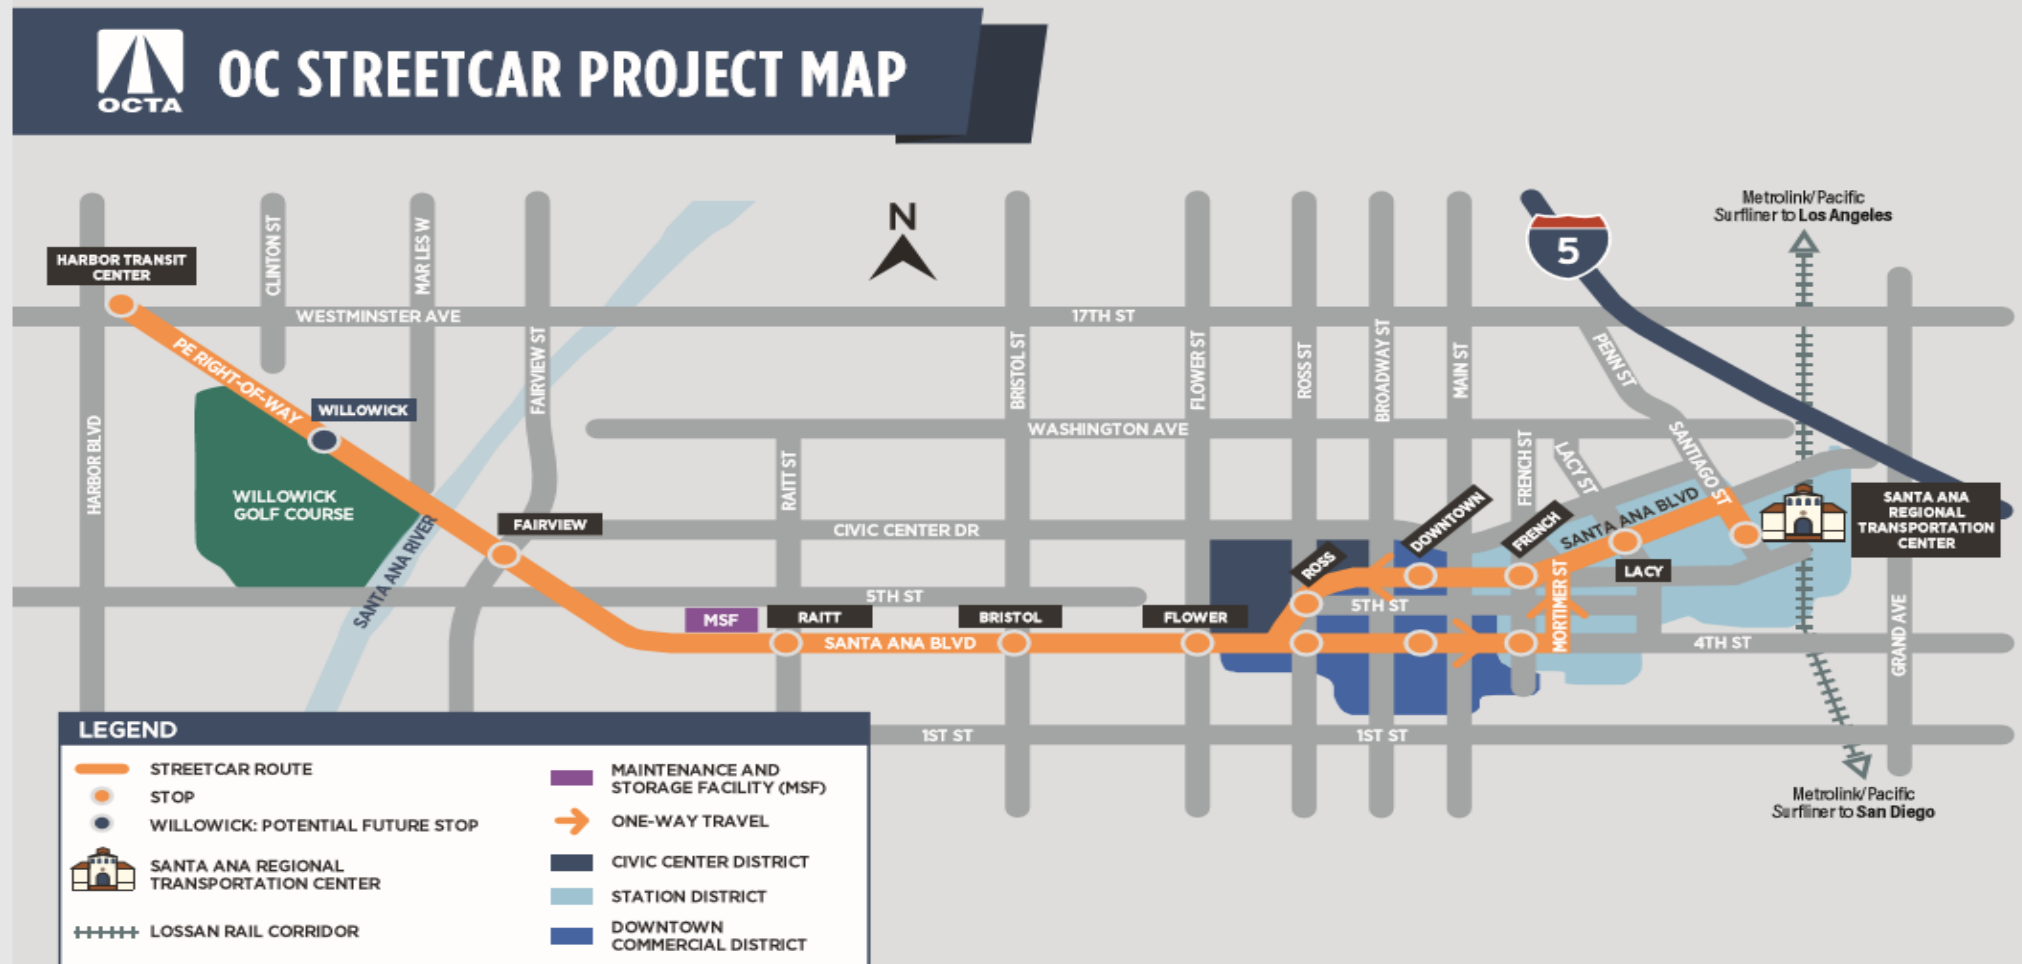 OCTA
OC STREETCAR PROJECT MAP
N
5
Metrolink/Pacific
Surfliner to Los Angeles
HARBOR TRANSIT
CENTER
CLINTON ST
MAR LES W
WESTMINSTER AVE
17TH ST
PE RIGHT-OF-WAY
FAIRVIEW ST
BRISTOL ST
FLOWER ST
ROSS ST
BROADWAY ST
MAIN ST
PENN ST
WILLOWICK
HARBOR BLVD
WASHINGTON AVE
RAITT ST
FRENCH ST
LACY ST
SANTIAGO ST
WILLOWICK
GOLF COURSE
SANTA ANA RIVER
FAIRVIEW
CIVIC CENTER DR
DOWNTOWN
FRENCH
SANTA ANA BLVD
SANTA ANA
REGIONAL
TRANSPORTATION
CENTER
ROSS
LACY
5TH ST
5TH ST
MORTIMER ST
MSF
RAITT
BRISTOL
FLOWER
SANTA ANA BLVD
4TH ST
GRAND AVE
1ST ST
1ST ST
Metrolink/Pacific
Surfliner to San Diego
LEGEND
STREETCAR ROUTE
STOP
WILLOWICK: POTENTIAL FUTURE STOP
SANTA ANA REGIONAL
TRANSPORTATION CENTER
LOSSAN RAIL CORRIDOR
MAINTENANCE AND
STORAGE FACILITY (MSF)
ONE-WAY TRAVEL
CIVIC CENTER DISTRICT
STATION DISTRICT
DOWNTOWN
COMMERCIAL DISTRICT